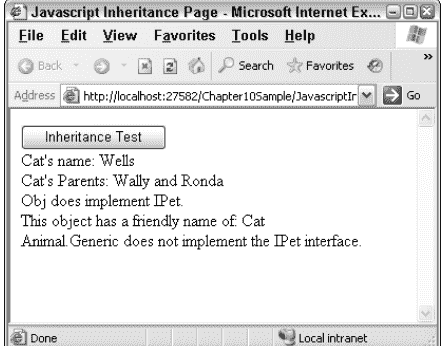 Javascript Inheritance Page - Microsoft Internet Ex...
File Edit View Favorites Tools Help
Back Search Favorites »
Address http://localhost:27582/Chapter10Sample/JavascriptIr Go
Inheritance Test
Cat's name: Wells
Cat's Parents: Wally and Ronda
Obj does implement IPet.
This object has a friendly name of: Cat
Animal.Generic does not implement the IPet interface.
Done Local intranet